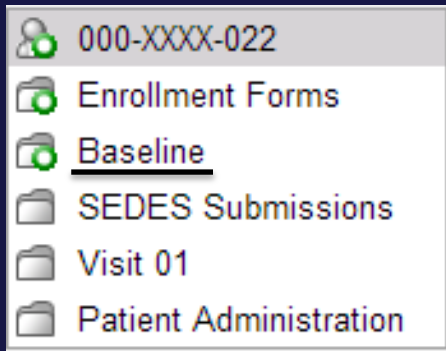 000-XXXX-022
Enrollment Forms
Baseline
SEDES Submissions
Visit 01
Patient Administration